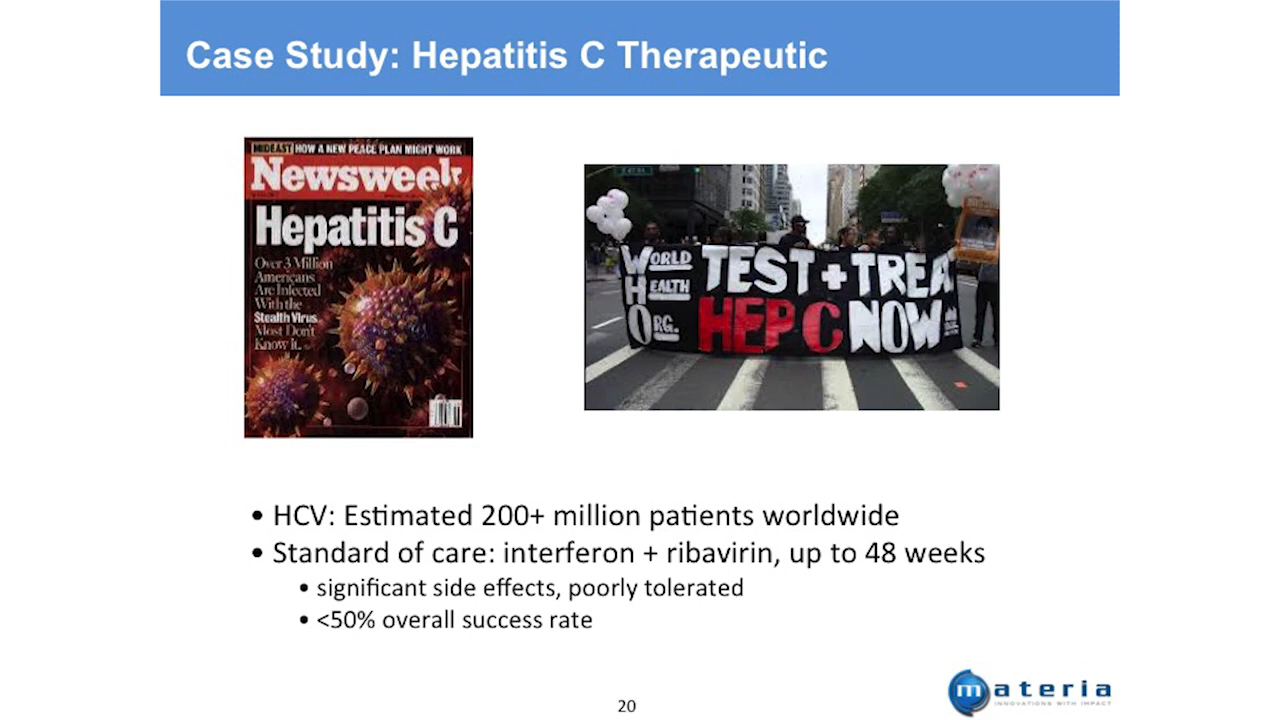 Case Study: Hepatitis C Therapeutic
MIDEAST HOW A NEW PEACE PLAN MIGHT WORK
Newsweek
Hepatitis C
Over 3 Million
Americans
Are Infected
With the
Stealth Virus.
Most Don't
Know it.
WORLD
HEALTH
ORG.
TEST+TREA
HEP C NOW
• HCV: Estimated 200+ million patients worldwide
• Standard of care: interferon + ribavirin, up to 48 weeks
• significant side effects, poorly tolerated
• <50% overall success rate
materia
INNOVATIONS WITH IMPACT
20